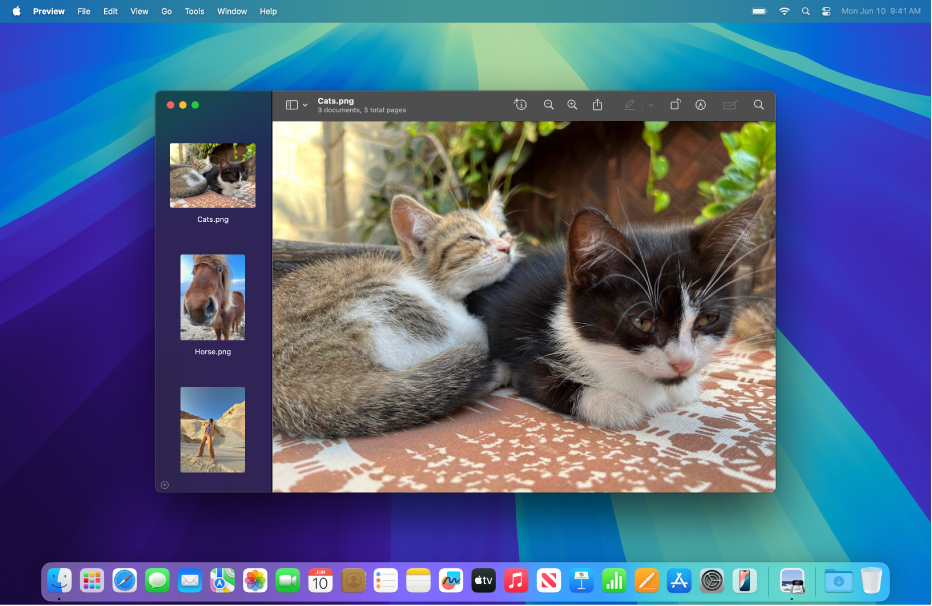 Preview File Edit View Go Tools Window Help Mon Jun 10 9:41 AM
Cats.png
3 documents, 3 total pages
Cats.png
Horse.png
JUN
10
tv